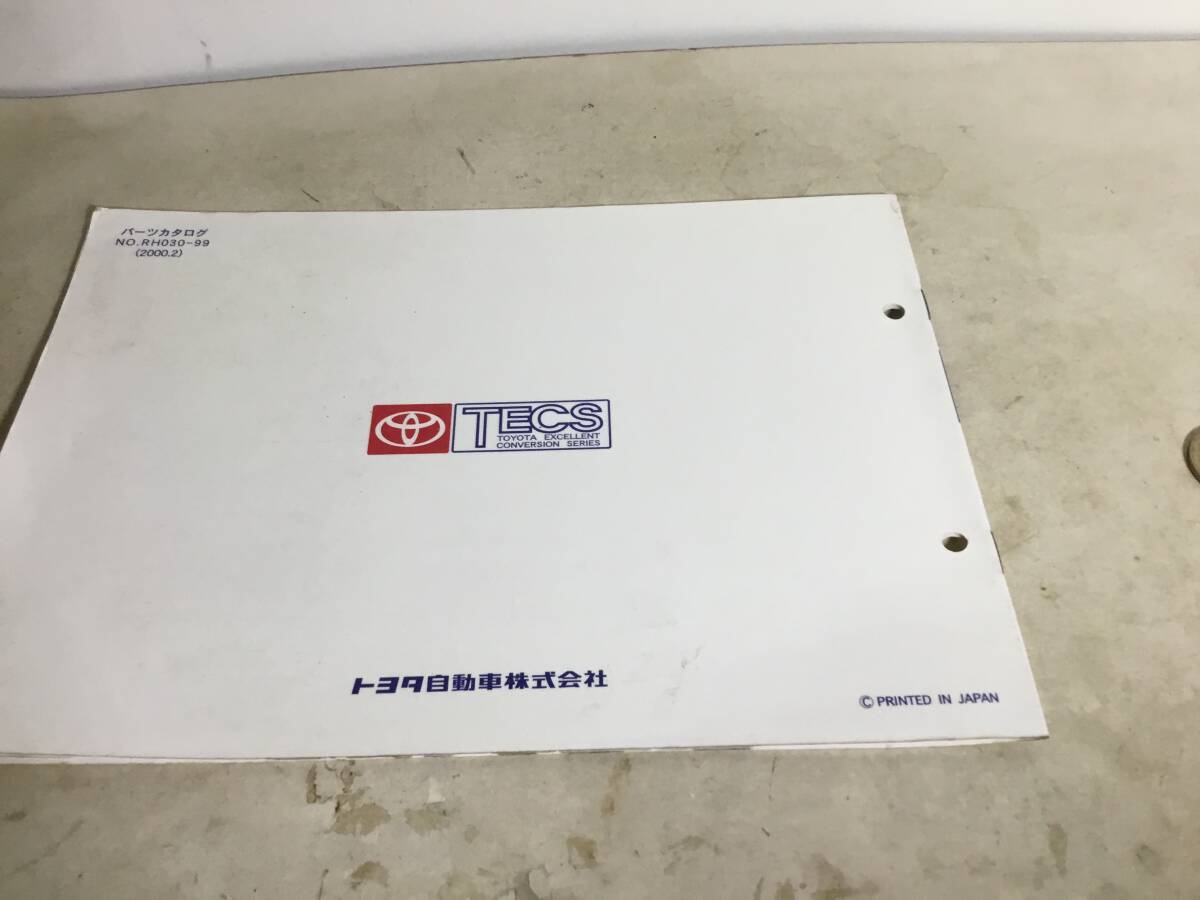 パーツカタログ
NO.RH030-99
(2000.2)
TECS
TOYOTA EXCELLENT
CONVERSION SERIES
トヨタ自動車株式会社
© PRINTED IN JAPAN